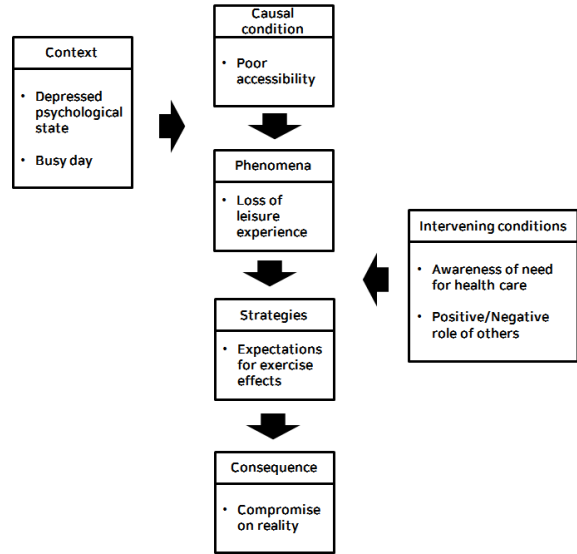 Causal
condition
• Poor
accessibility
Context
• Depressed
psychological
state
• Busy day
Phenomena
• Loss of
leisure
experience
Intervening conditions
• Awareness of need
for health care
• Positive/Negative
role of others
Strategies
• Expectations
for exercise
effects
Consequence
• Compromise
on reality